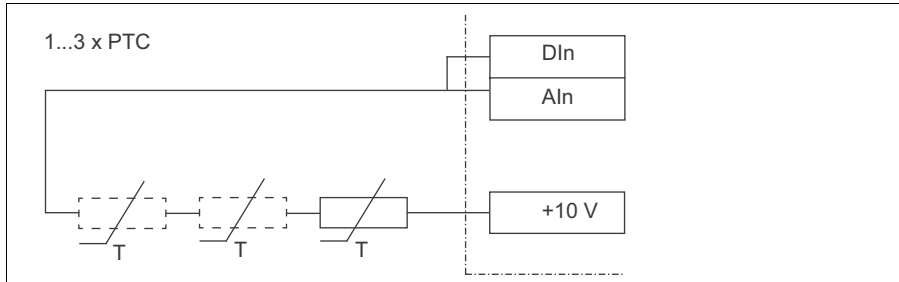 1...3 x PTC
DIn
AIn
+10 V
T
T
T